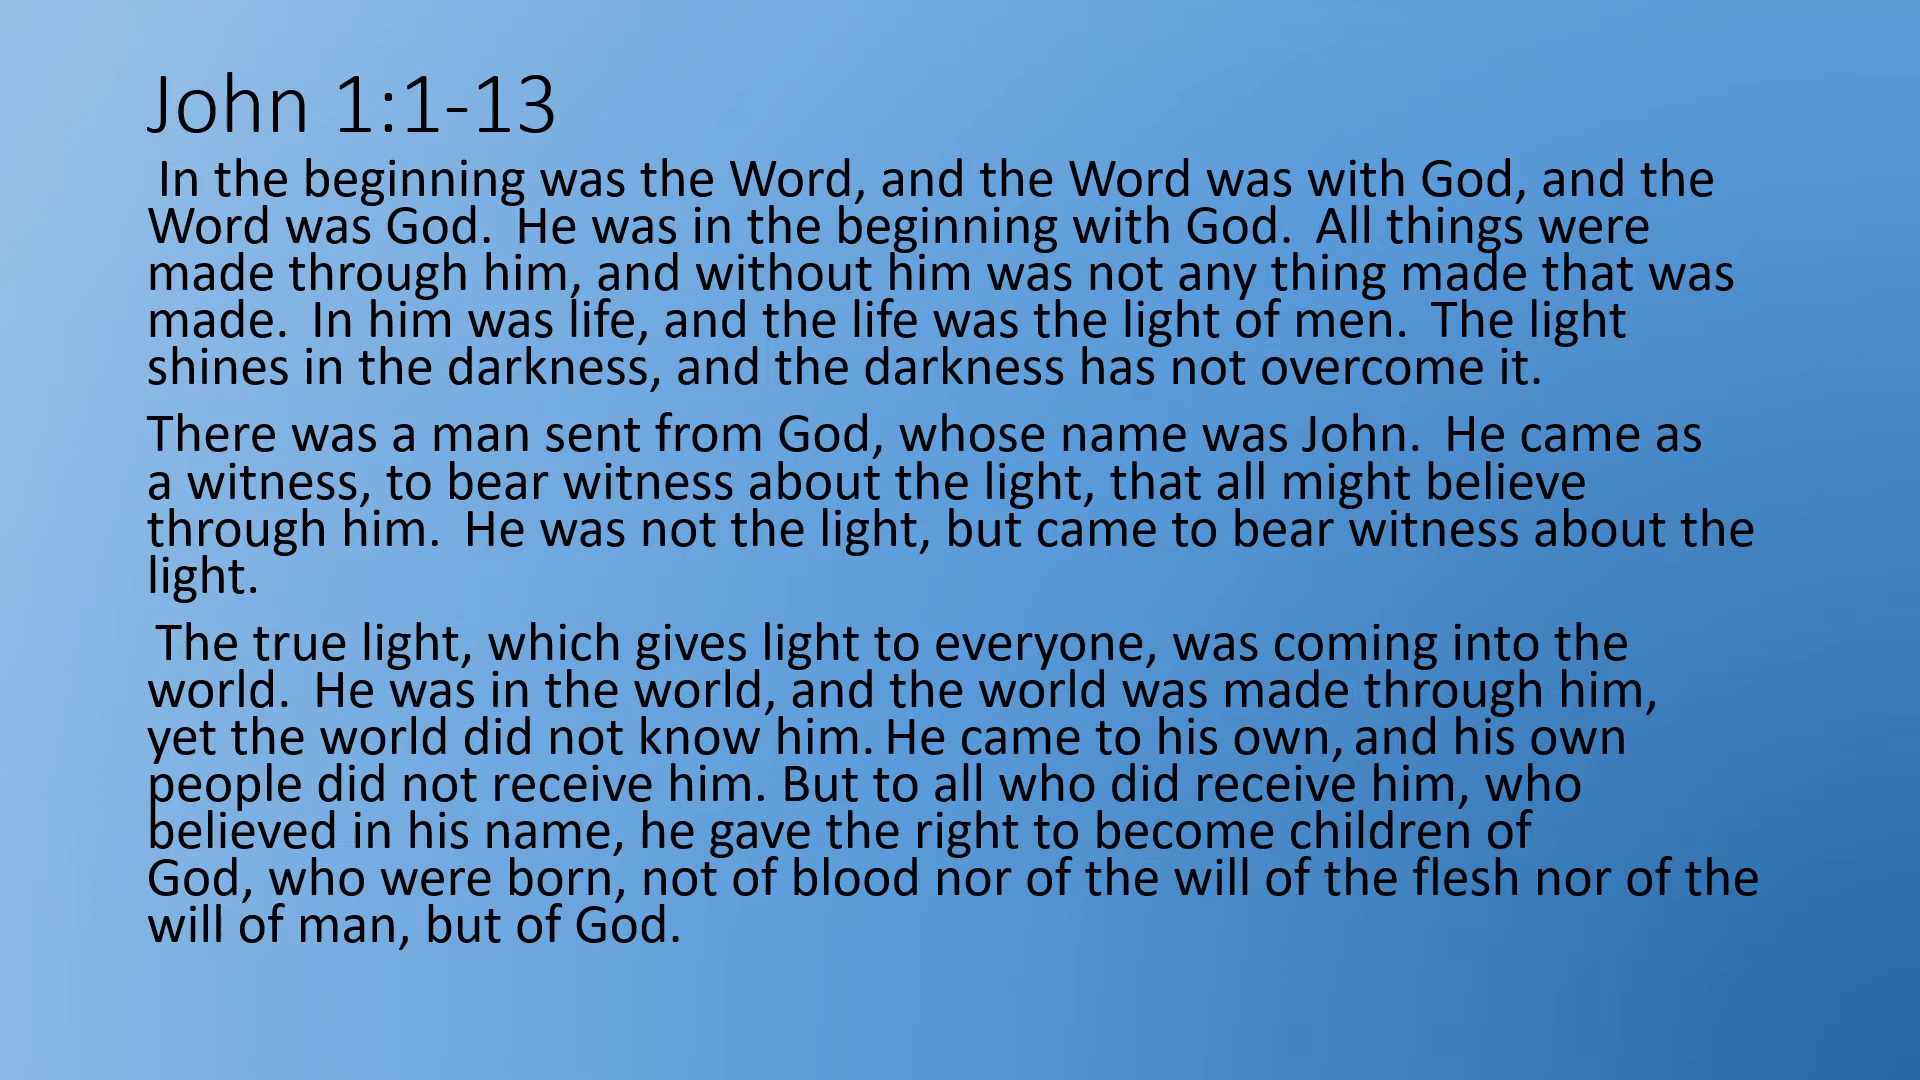 John 1:1-13
In the beginning was the Word, and the Word was with God, and the
Word was God. He was in the beginning with God. All things were
made through him, and without him was not any thing made that was
made. In him was life, and the life was the light of men. The light
shines in the darkness, and the darkness has not overcome it.
There was a man sent from God, whose name was John. He came as
a witness, to bear witness about the light, that all might believe
through him. He was not the light, but came to bear witness about the
light.
The true light, which gives light to everyone, was coming into the
world. He was in the world, and the world was made through him,
yet the world did not know him. He came to his own, and his own
people did not receive him. But to all who did receive him, who
believed in his name, he gave the right to become children of
God, who were born, not of blood nor of the will of the flesh nor of the
will of man, but of God.